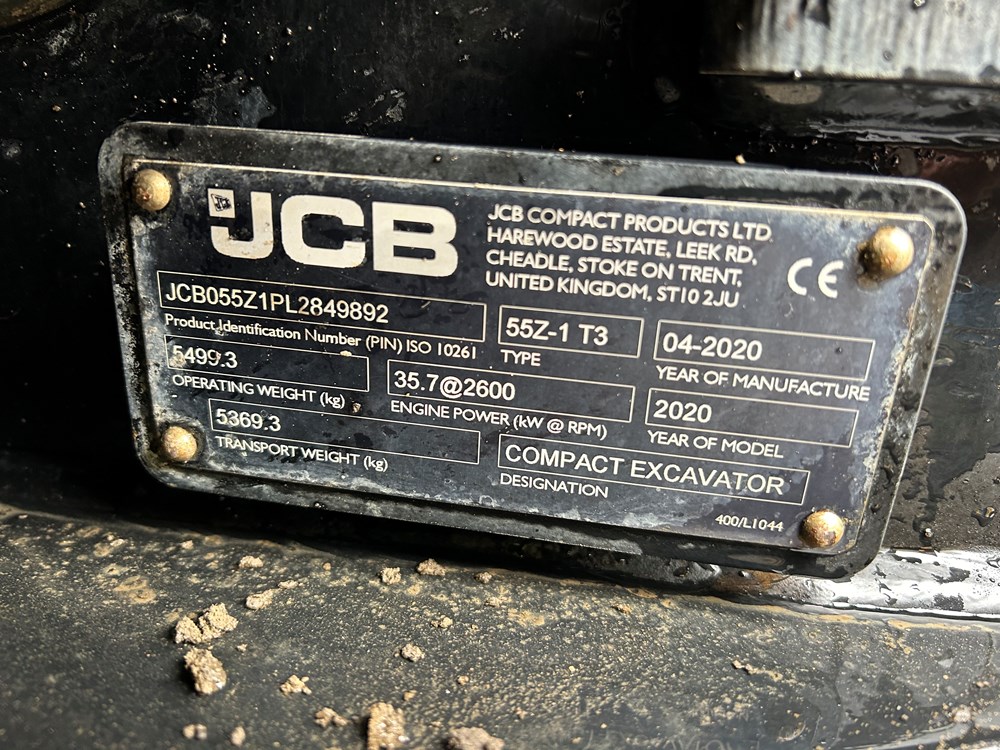 JCB
JCB COMPACT PRODUCTS LTD
HAREWOOD ESTATE, LEEK RD,
CHEADLE, STOKE ON TRENT,
UNITED KINGDOM, ST10 2JU
CE
JCB055Z1PL2849892
Product Identification Number (PIN) ISO 10261
55Z-1 T3
TYPE
04-2020
YEAR OF MANUFACTURE
5499.3
OPERATING WEIGHT (kg)
35.7@2600
ENGINE POWER (kW @ RPM)
2020
YEAR OF MODEL
5369.3
TRANSPORT WEIGHT (kg)
COMPACT EXCAVATOR
DESIGNATION
400/L1044